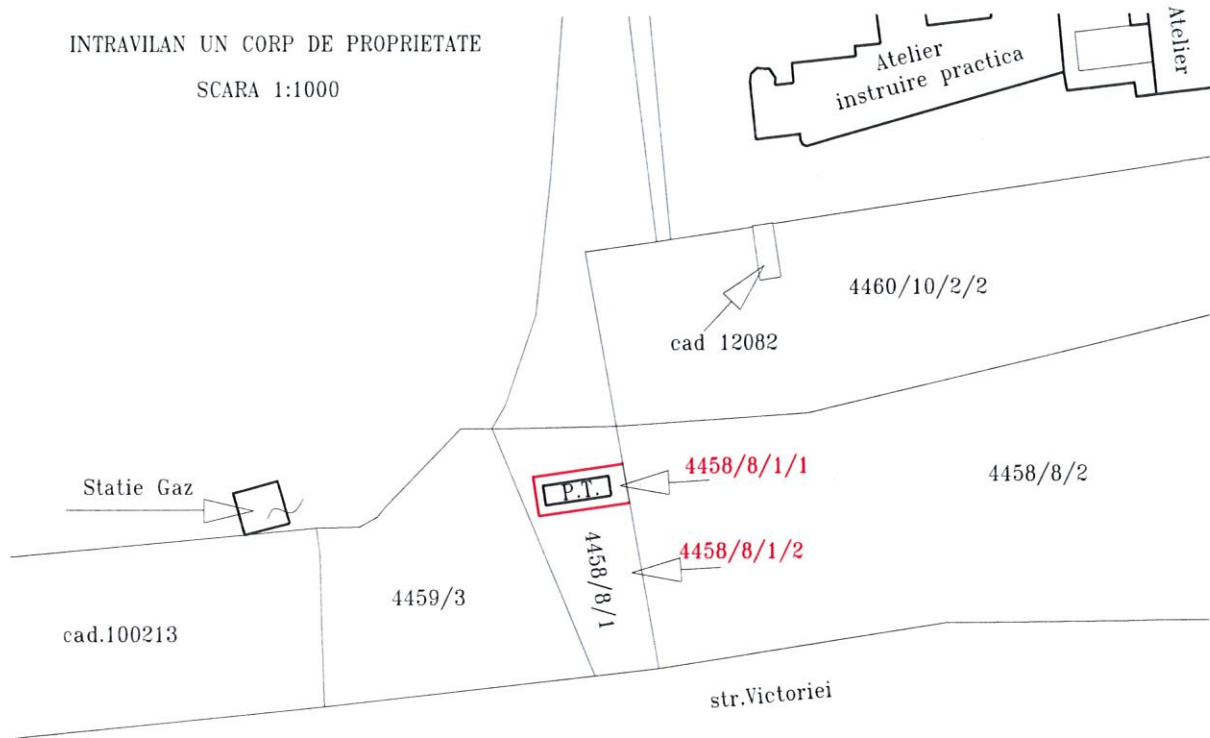 INTRAVILAN UN CORP DE PROPRIETATE
SCARA 1:1000
Atelier
instruire practica
Atelier
4460/10/2/2
cad 12082
4458/8/1/1
4458/8/2
Statie Gaz
P.T.
4458/8/1/2
4458/8/1
4459/3
cad.100213
str.Victoriei